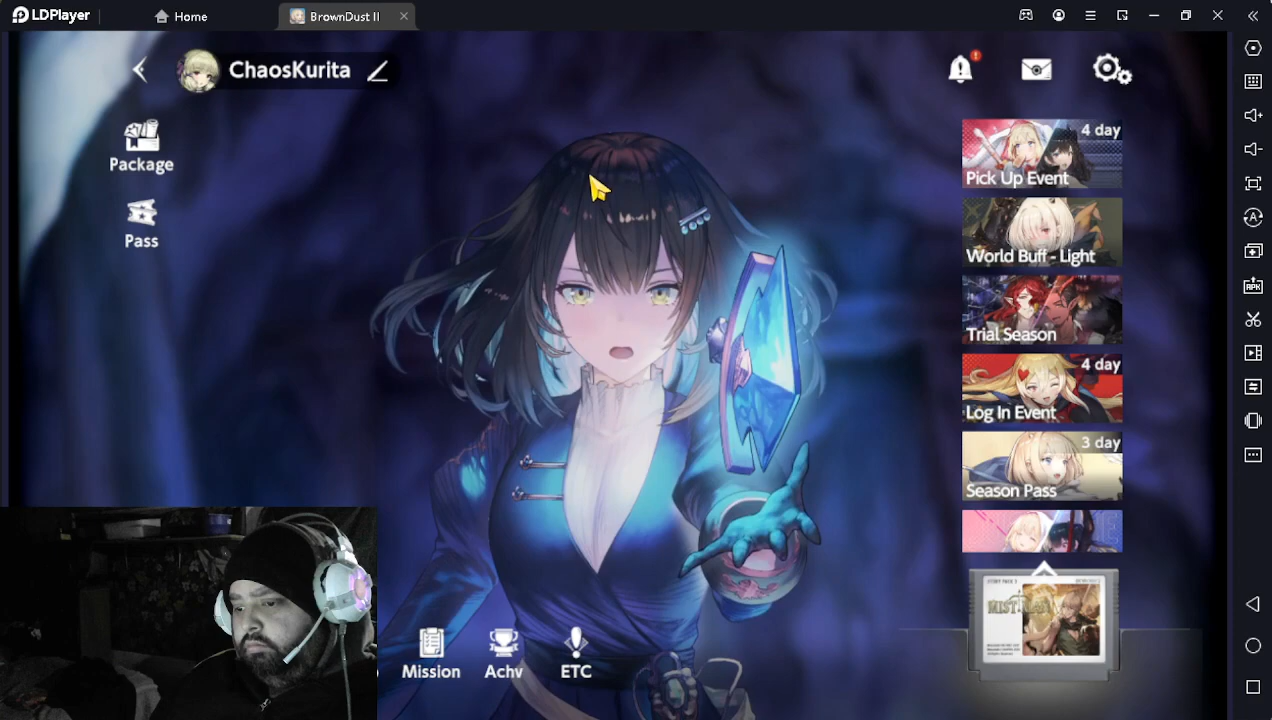 LDPlayer
Home
BrownDust II
ChaosKurita
Package
Pass
4 day
Pick Up Event
World Buff - Light
Trial Season
4 day
Log In Event
3 day
Season Pass
Mission
Achv
ETC
APK